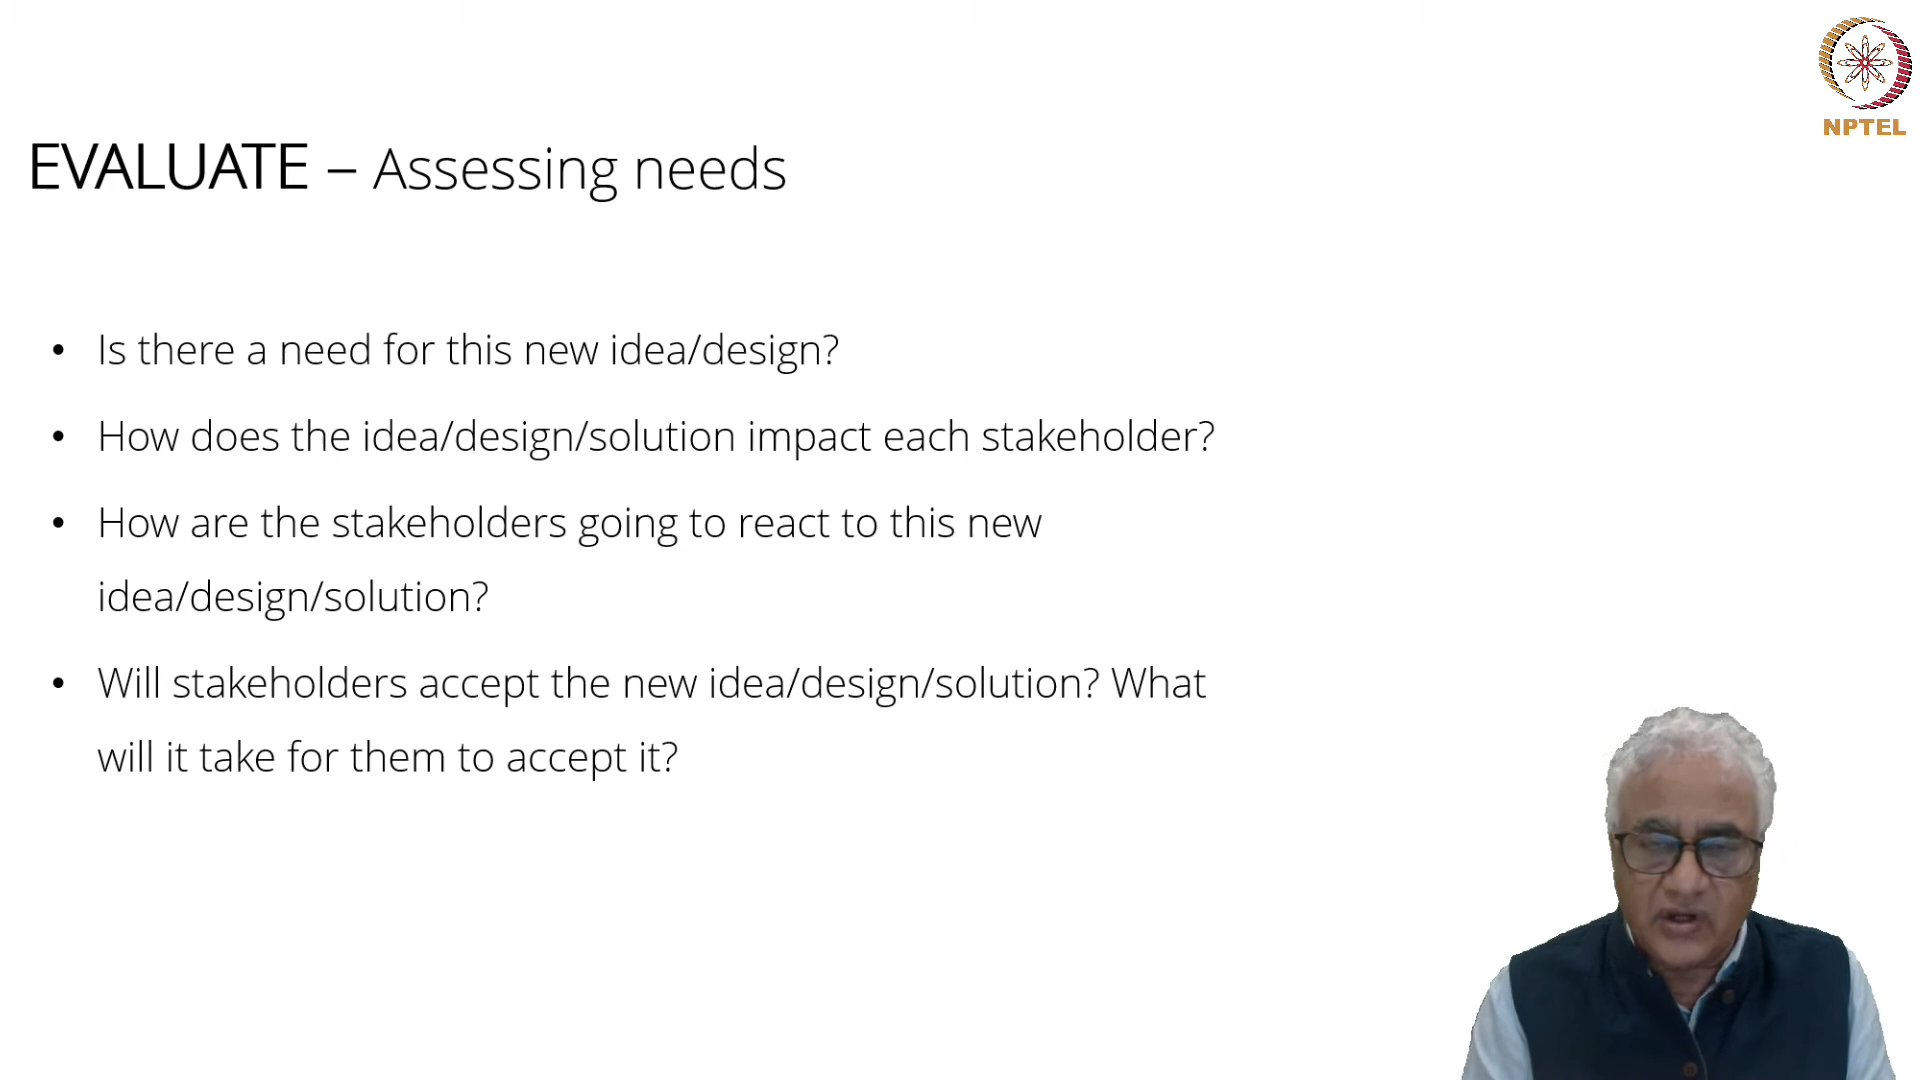 NPTEL
EVALUATE – Assessing needs
• Is there a need for this new idea/design?
• How does the idea/design/solution impact each stakeholder?
• How are the stakeholders going to react to this new
idea/design/solution?
• Will stakeholders accept the new idea/design/solution? What
will it take for them to accept it?